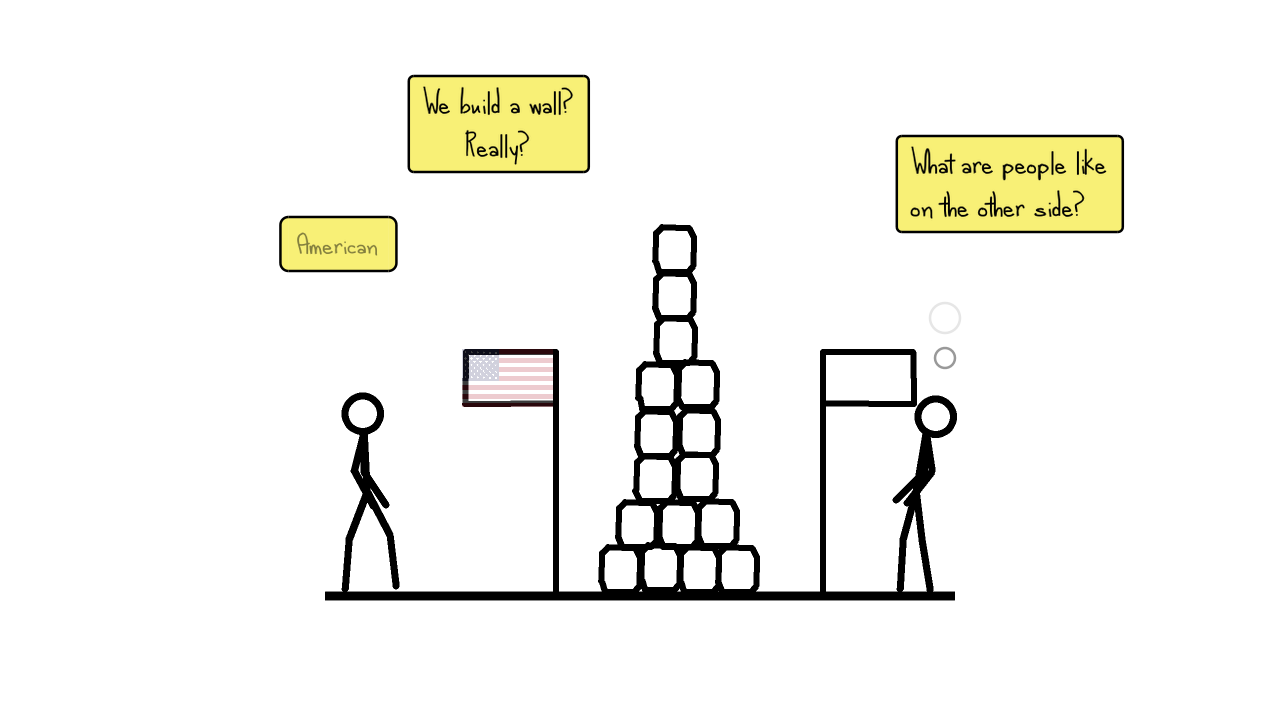 We build a wall?
Really?
What are people like
on the other side?
American